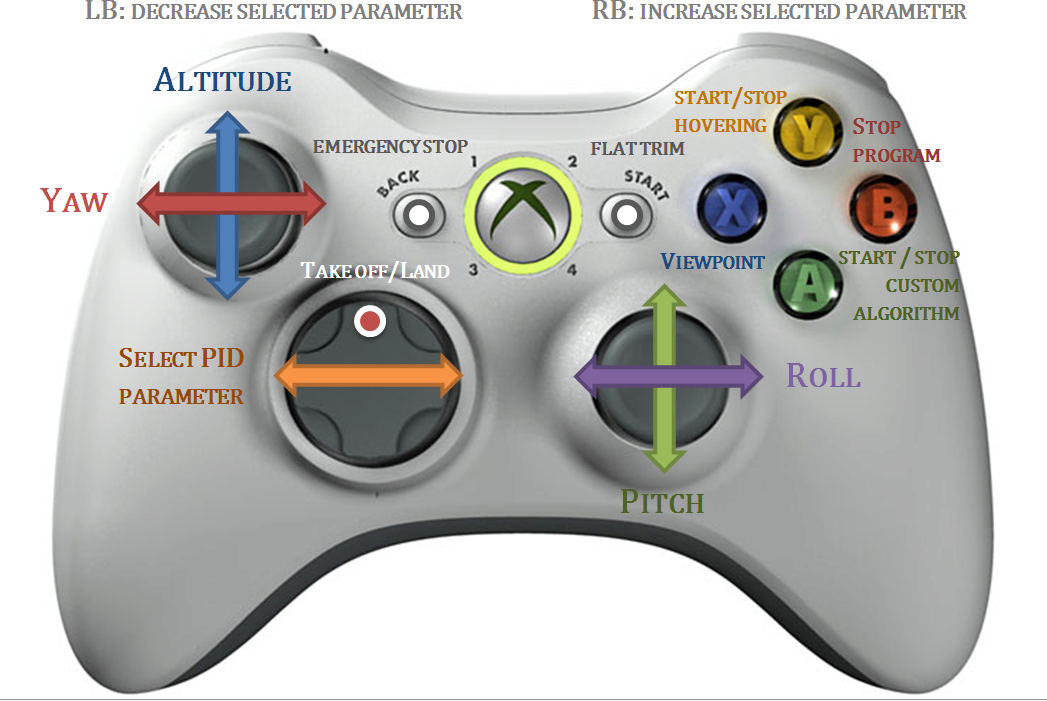 LB: DECREASE SELECTED PARAMETER
RB: INCREASE SELECTED PARAMETER
ALTITUDE
START/STOP
HOVERING
Y
STOP
PROGRAM
EMERGENCY STOP
FLAT TRIM
1
2
BACK
START
YAW
X
B
VIEWPOINT
START / STOP
CUSTOM
ALGORITHM
A
3
4
TAKE OFF/LAND
SELECT PID
PARAMETER
ROLL
PITCH